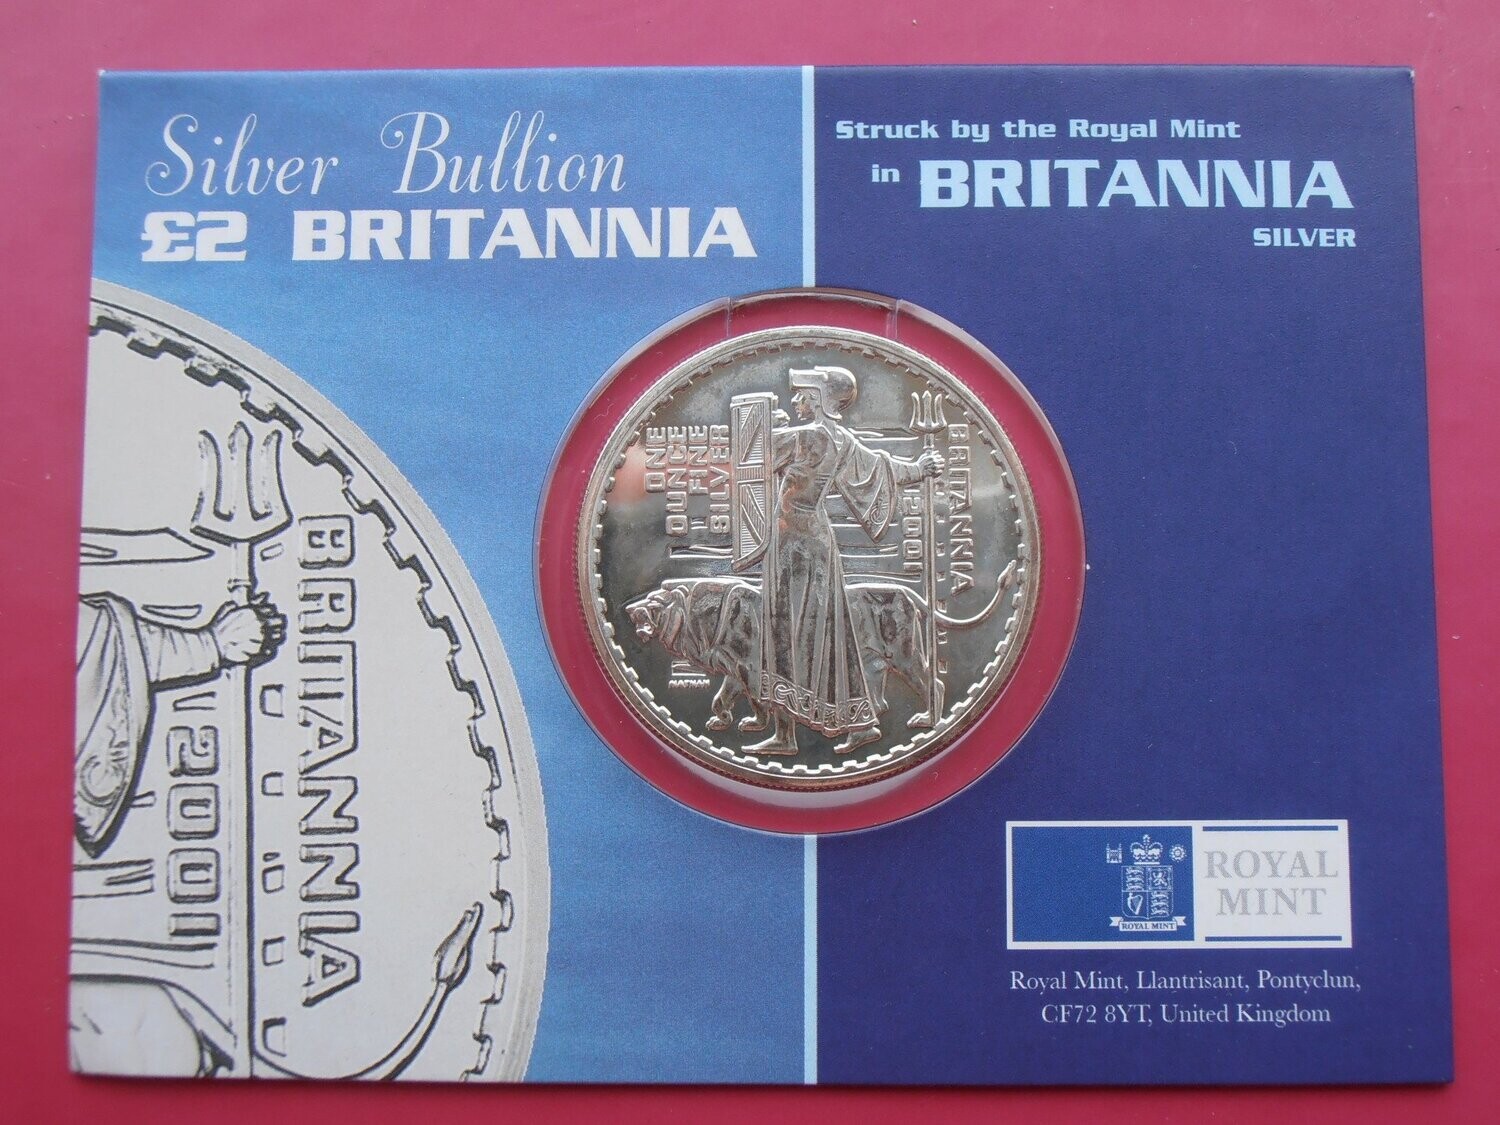 Silver Bullion
£2 BRITANNIA
Struck by the Royal Mint
in BRITANNIA
SILVER
ONE
OUNCE
FINE
SILVER
BRITANNIA
2001
NATHAN
BRITANNIA
2001
ROYAL MINT
ROYAL
MINT
Royal Mint, Llantrisant, Pontyclun,
CF72 8YT, United Kingdom